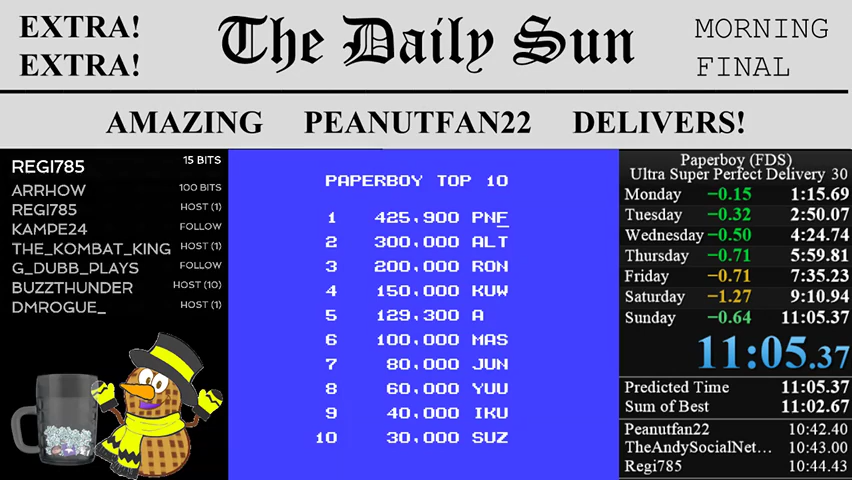 EXTRA!
EXTRA!
The Daily Sun
MORNING
FINAL
AMAZING PEANUTFAN22 DELIVERS!
REGI785 15 BITS
ARRHOW 100 BITS
REGI785 HOST (1)
KAMPE24 FOLLOW
THE_KOMBAT_KING HOST (1)
G_DUBB_PLAYS FOLLOW
BUZZTHUNDER HOST (10)
DMROGUE_ HOST (1)
PAPERBOY TOP 10
1 425,900 PNF
2 300,000 ALT
3 200,000 RON
4 150,000 KUW
5 129,300 A
6 100,000 MAS
7 80,000 JUN
8 60,000 YUU
9 40,000 IKU
10 30,000 SUZ
Paperboy (FDS)
Ultra Super Perfect Delivery 30
Monday -0.15 1:15.69
Tuesday -0.32 2:50.07
Wednesday -0.50 4:24.74
Thursday -0.71 5:59.81
Friday -0.71 7:35.23
Saturday -1.27 9:10.94
Sunday -0.64 11:05.37
11:05.37
Predicted Time 11:05.37
Sum of Best 11:02.67
Peanutfan22 10:42.40
TheAndySocialNet... 10:43.00
Regi785 10:44.43